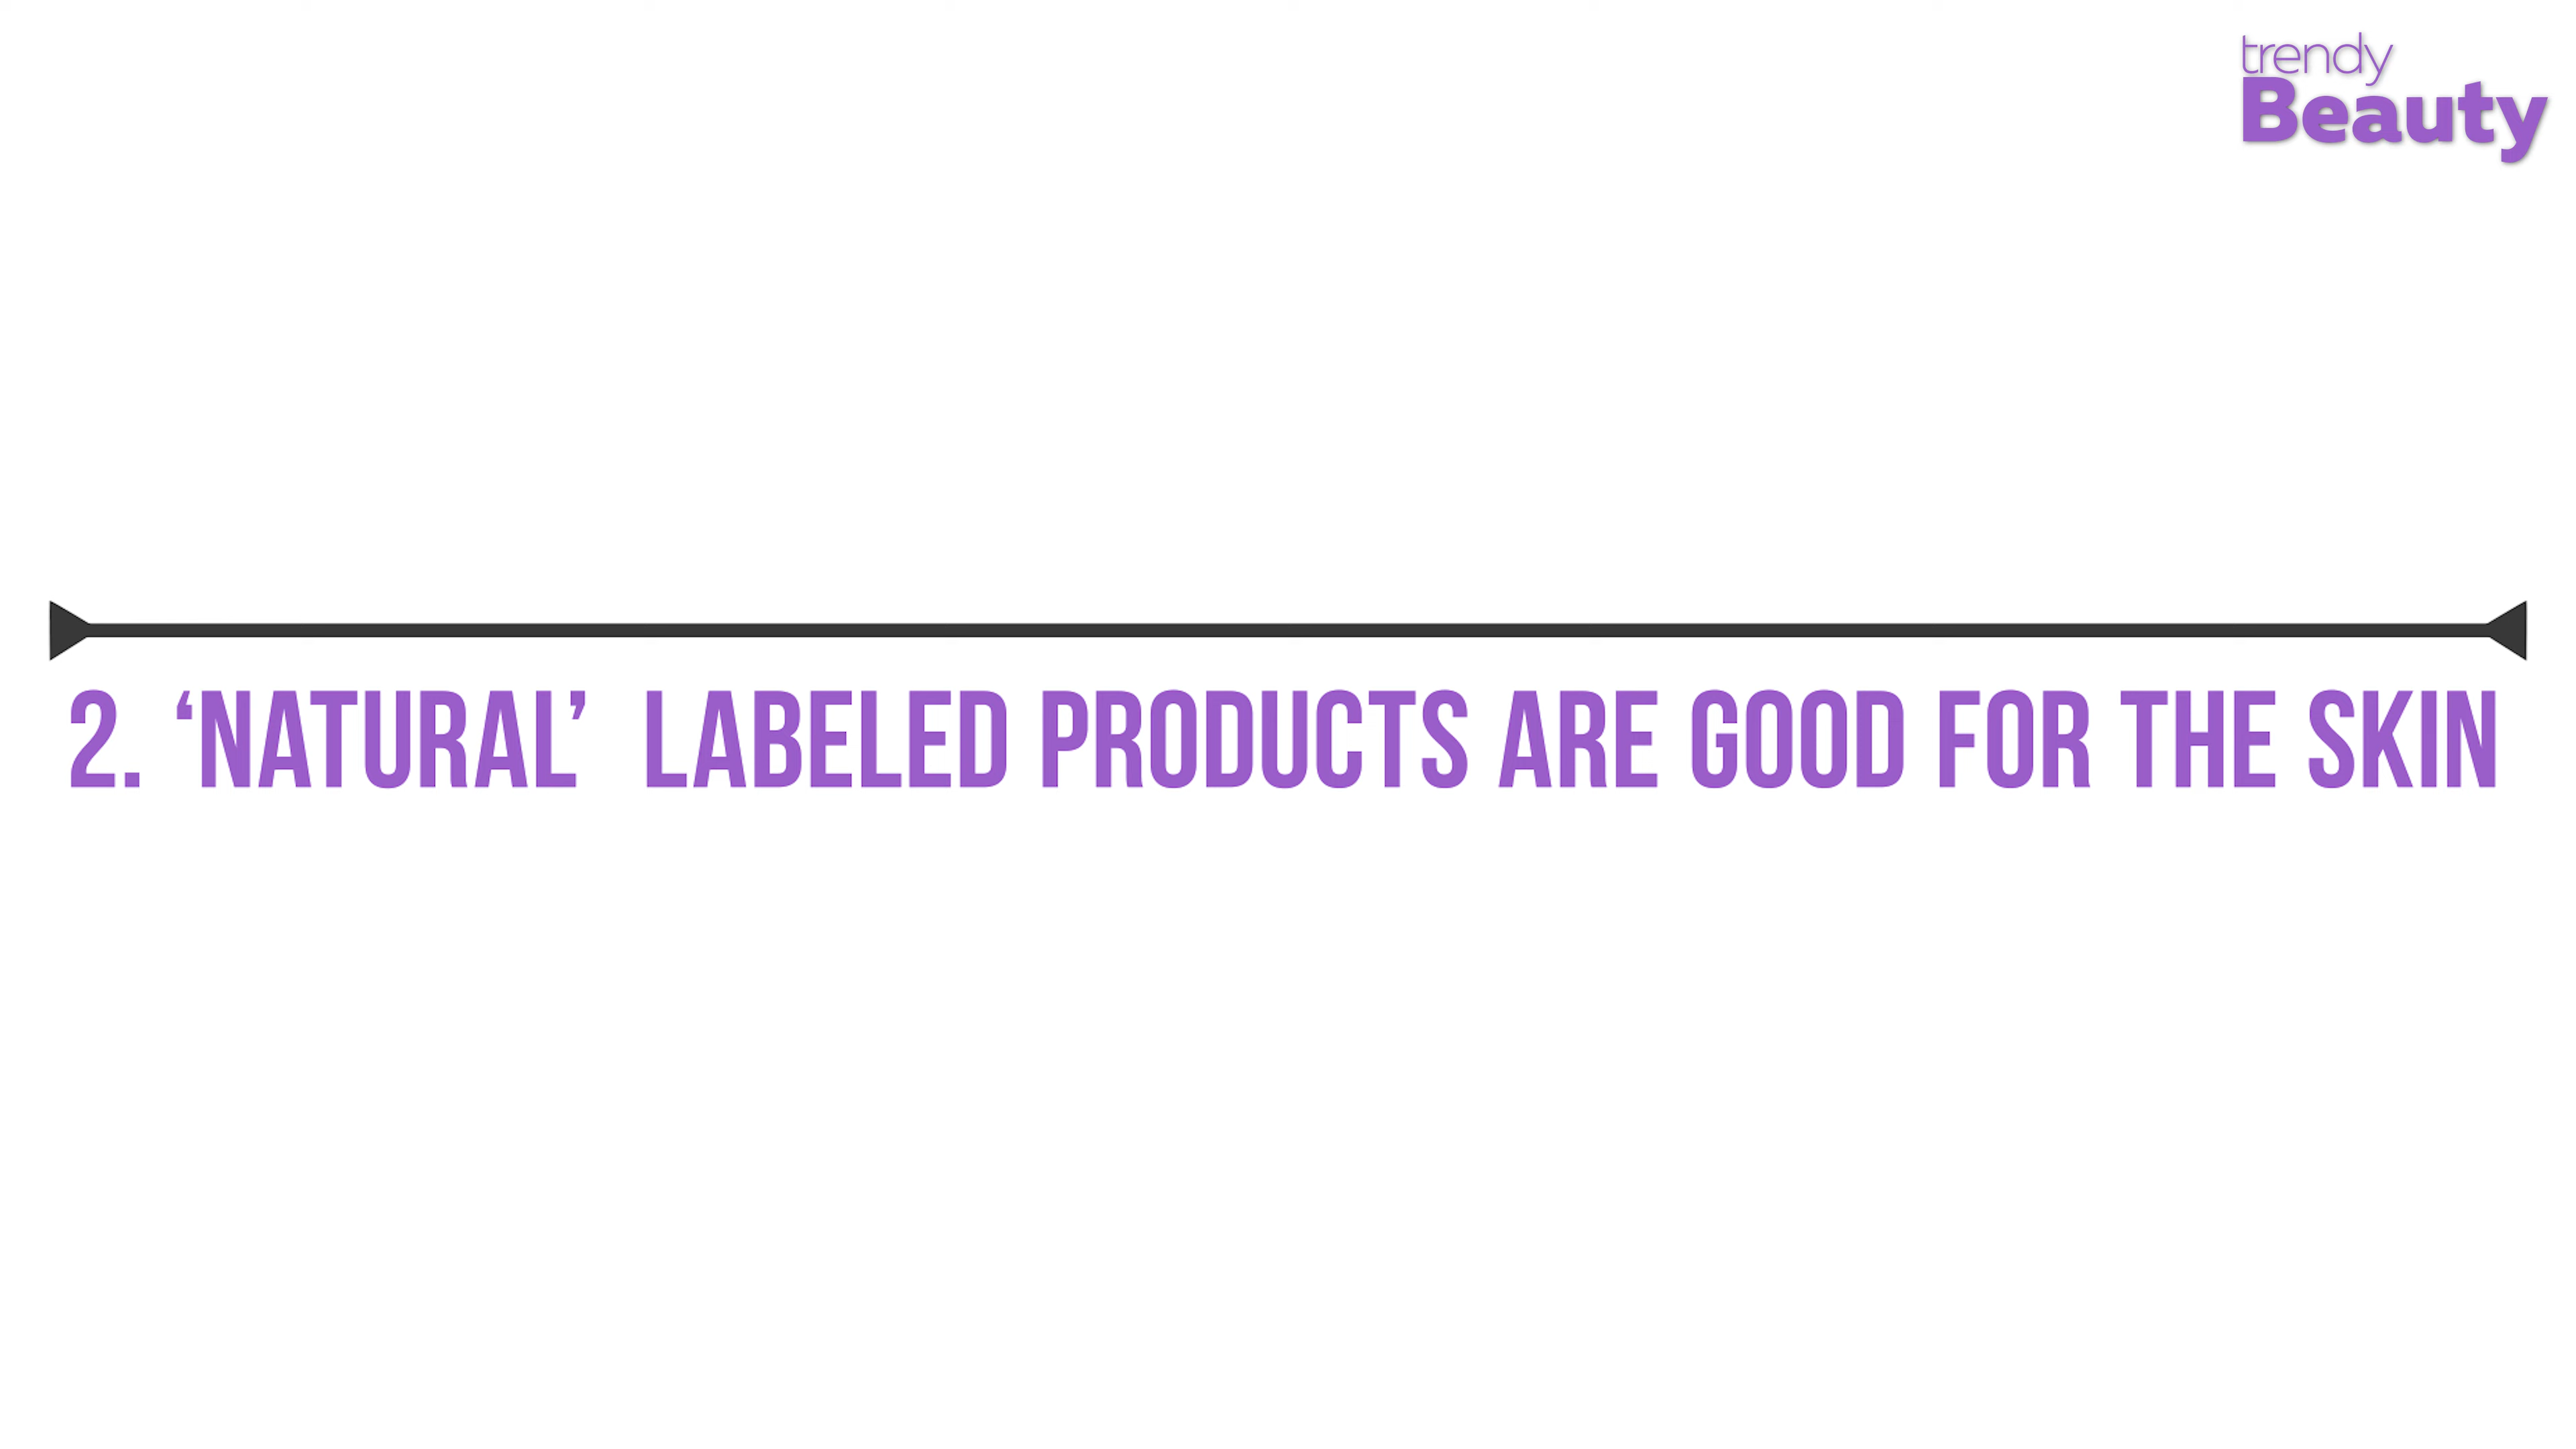 trendy
Beauty
2. ‘NATURAL’  LABELED PRODUCTS ARE GOOD FOR THE SKIN